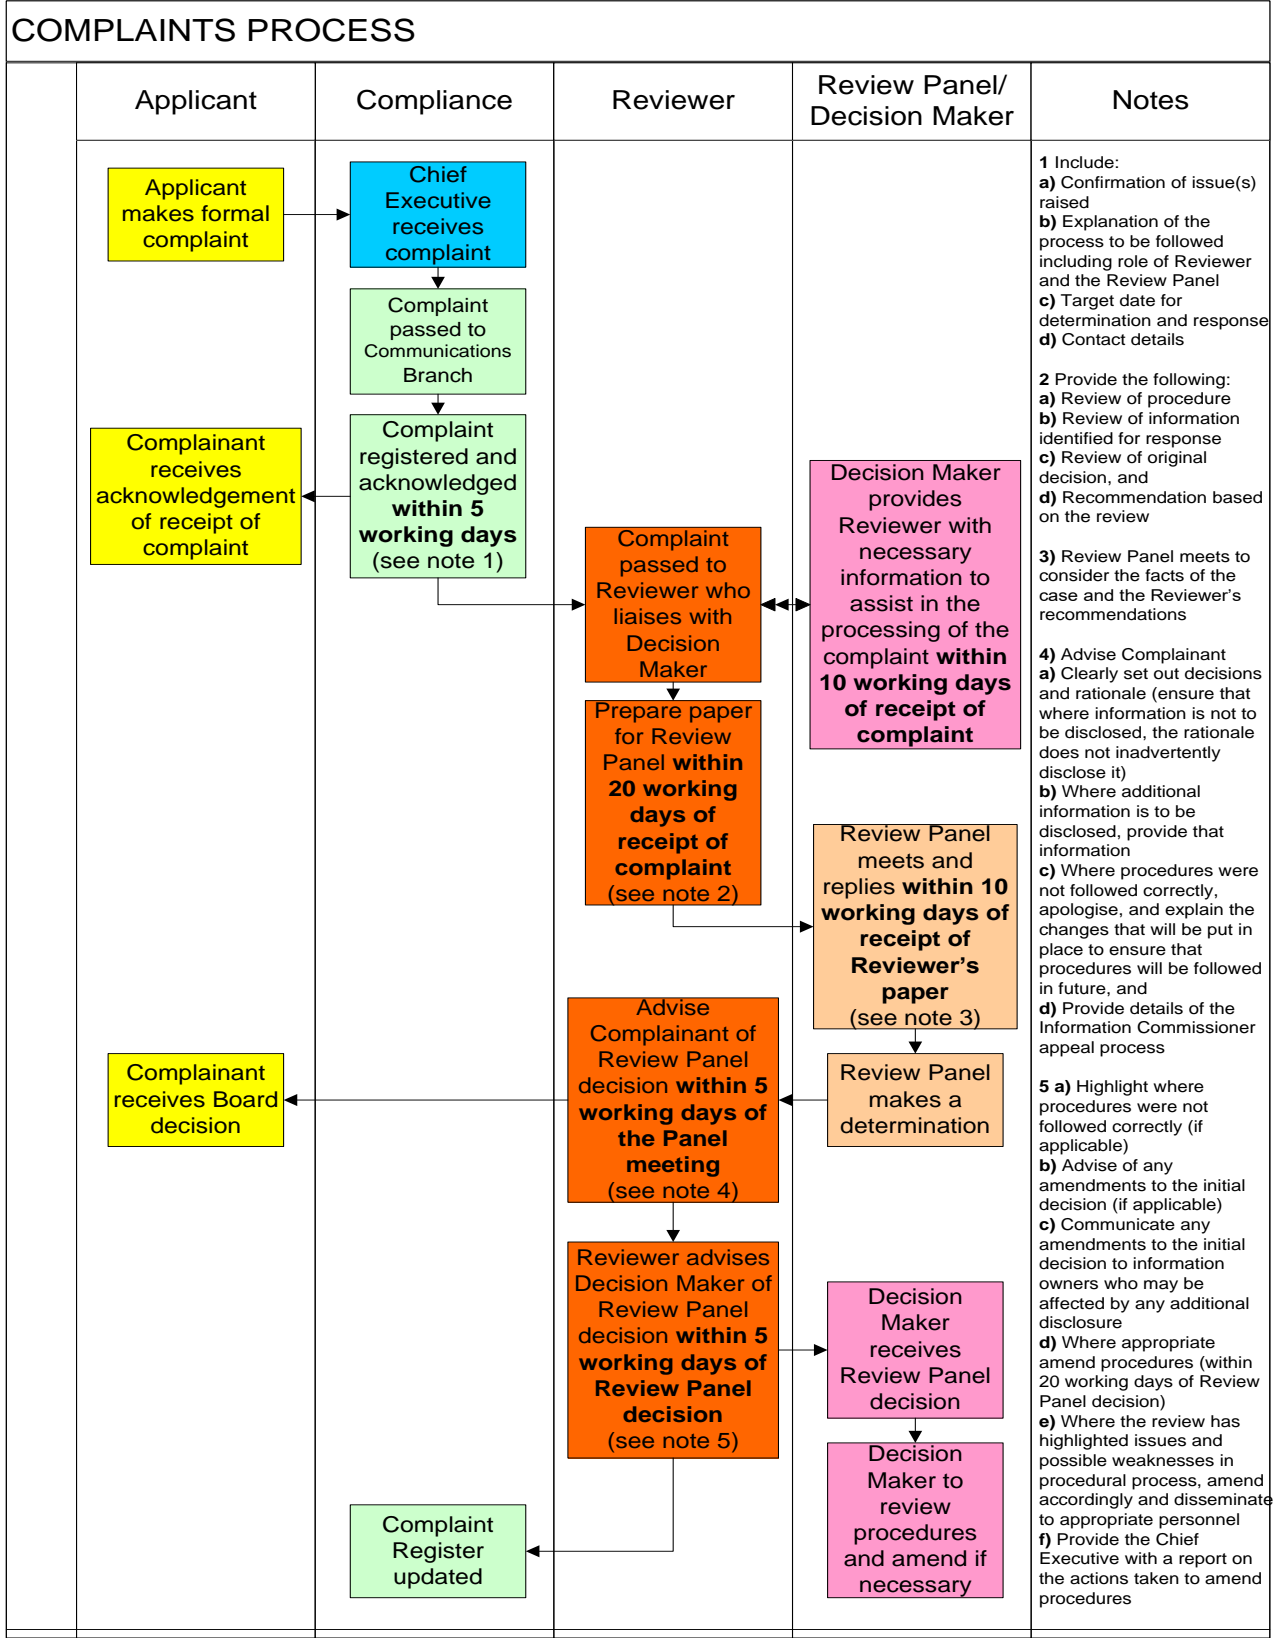 COMPLAINTS PROCESS
Applicant
Compliance
Reviewer
Review Panel/
Decision Maker
Notes
Applicant
makes formal
complaint
Chief
Executive
receives
complaint
Complaint
passed to
Communications
Branch
Complaint
registered and
acknowledged
within 5
working days
(see note 1)
Complainant
receives
acknowledgement
of receipt of
complaint
Complaint
passed to
Reviewer who
liaises with
Decision
Maker
Decision Maker
provides
Reviewer with
necessary
information to
assist in the
processing of the
complaint within
10 working days
of receipt of
complaint
Prepare paper
for Review
Panel within
20 working
days of
receipt of
complaint
(see note 2)
Review Panel
meets and
replies within 10
working days of
receipt of
Reviewer's
paper
(see note 3)
Review Panel
makes a
determination
Advise
Complainant of
Review Panel
decision within 5
working days of
the Panel
meeting
(see note 4)
Complainant
receives Board
decision
Reviewer advises
Decision Maker of
Review Panel
decision within 5
working days of
Review Panel
decision
(see note 5)
Decision
Maker
receives
Review Panel
decision
Decision
Maker to
review
procedures
and amend if
necessary
Complaint
Register
updated
1 Include:
a) Confirmation of issue(s)
raised
b) Explanation of the
process to be followed
including role of Reviewer
and the Review Panel
c) Target date for
determination and response
d) Contact details
2 Provide the following:
a) Review of procedure
b) Review of information
identified for response
c) Review of original
decision, and
d) Recommendation based
on the review
3) Review Panel meets to
consider the facts of the
case and the Reviewer's
recommendations
4) Advise Complainant
a) Clearly set out decisions
and rationale (ensure that
where information is not to
be disclosed, the rationale
does not inadvertently
disclose it)
b) Where additional
information is to be
disclosed, provide that
information
c) Where procedures were
not followed correctly,
apologise, and explain the
changes that will be put in
place to ensure that
procedures will be followed
in future, and
d) Provide details of the
Information Commissioner
appeal process
5 a) Highlight where
procedures were not
followed correctly (if
applicable)
b) Advise of any
amendments to the initial
decision (if applicable)
c) Communicate any
amendments to the initial
decision to information
owners who may be
affected by any additional
disclosure
d) Where appropriate
amend procedures (within
20 working days of Review
Panel decision)
e) Where the review has
highlighted issues and
possible weaknesses in
procedural process, amend
accordingly and disseminate
to appropriate personnel
f) Provide the Chief
Executive with a report on
the actions taken to amend
procedures